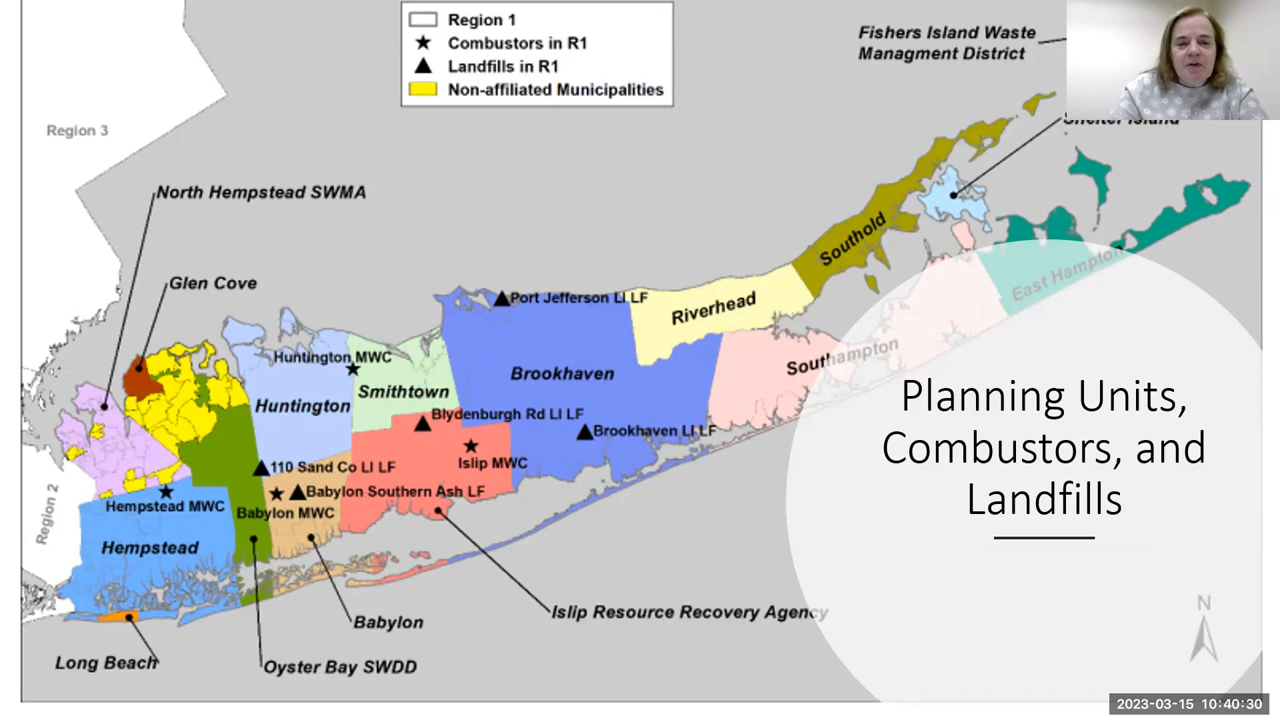 Region 1
Combustors in R1
Landfills in R1
Non-affiliated Municipalities
Fishers Island Waste
Managment District
Shelter Island
Region 3
North Hempstead SWMA
Glen Cove
Port Jefferson LI LF
Southold
Riverhead
East Hampton
Huntington MWC
Smithtown
Brookhaven
Southampton
Huntington
Blydenburgh Rd LI LF
Brookhaven LI LF
Islip MWC
110 Sand Co LI LF
Babylon Southern Ash LF
Hempstead MWC
Babylon MWC
Region 2
Hempstead
Planning Units,
Combustors, and
Landfills
Islip Resource Recovery Agency
Babylon
Long Beach
Oyster Bay SWDD
N
2023-03-15 10:40:30